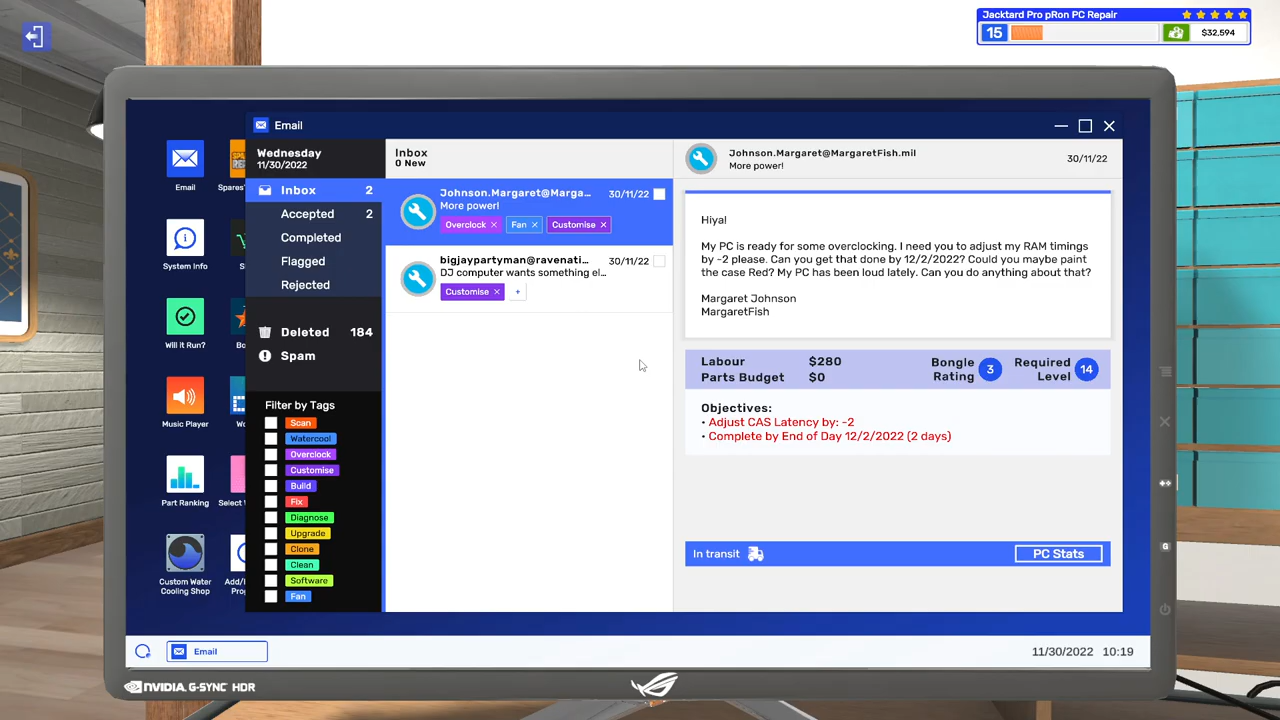 Jacktard Pro pRon PC Repair
15
$32,594
Email
Wednesday
11/30/2022
Inbox
0 New
Johnson.Margaret@MargaretFish.mil
More power!
30/11/22
Inbox 2
Accepted 2
Completed
Flagged
Rejected
Deleted 184
Spam
Filter by Tags
Scan
Watercool
Overclock
Customise
Build
Fix
Diagnose
Upgrade
Clone
Clean
Software
Fan
Johnson.Margaret@Marga... 30/11/22
More power!
Overclock × Fan × Customise ×
bigjaypartyman@ravenati... 30/11/22
DJ computer wants something el...
Customise × +
Hiya!
My PC is ready for some overclocking. I need you to adjust my RAM timings
by -2 please. Can you get that done by 12/2/2022? Could you maybe paint
the case Red? My PC has been loud lately. Can you do anything about that?
Margaret Johnson
MargaretFish
Labour $280
Parts Budget $0
Bongle
Rating 3
Required
Level 14
Objectives:
• Adjust CAS Latency by: -2
• Complete by End of Day 12/2/2022 (2 days)
In transit
PC Stats
Email
System Info
Will it Run?
Music Player
Part Ranking
Custom Water
Cooling Shop
Email
11/30/2022 10:19
NVIDIA. G-SYNC HDR